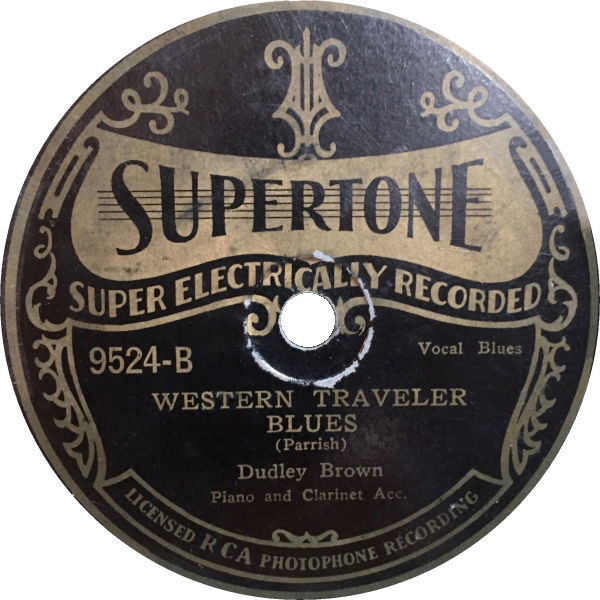 SUPERTONE
SUPER ELECTRICALLY RECORDED
9524-B
Vocal Blues
WESTERN TRAVELER
BLUES
(Parrish)
Dudley Brown
Piano and Clarinet Acc.
LICENSED RCA PHOTOPHONE RECORDING